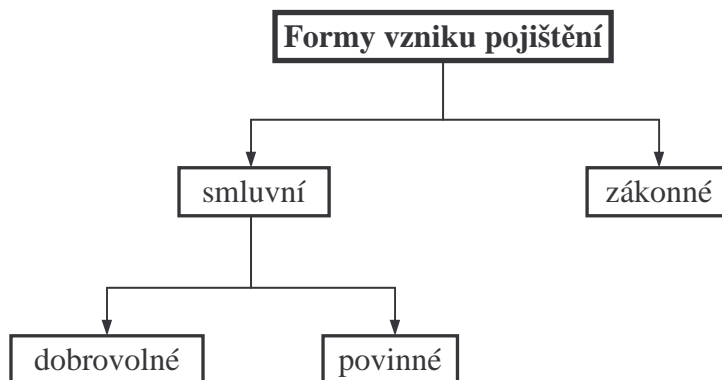 Formy vzniku pojištění
smluvní
zákonné
dobrovolné
povinné